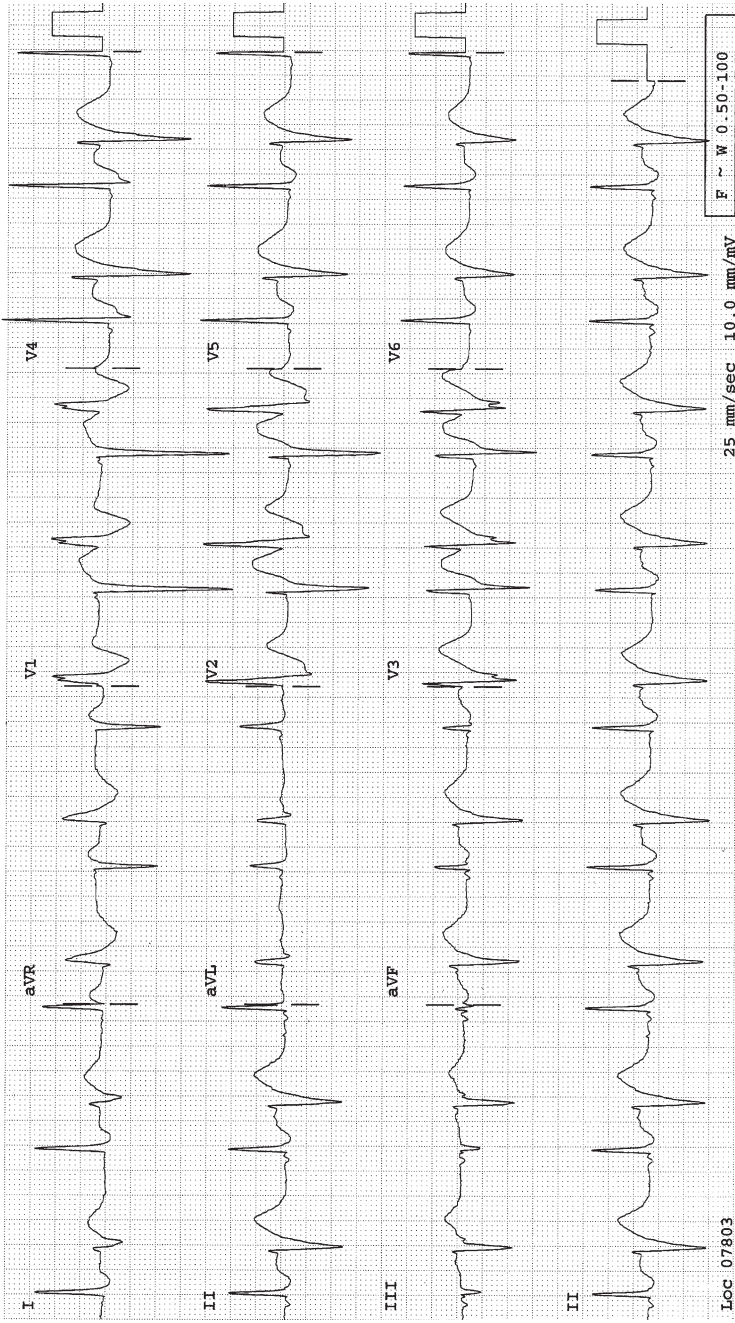 I aVR V1 V4
II aVL V2 V5
III aVF V3 V6
II
Loc 07803 25 mm/sec 10.0 mm/mV F ~ W 0.50-100